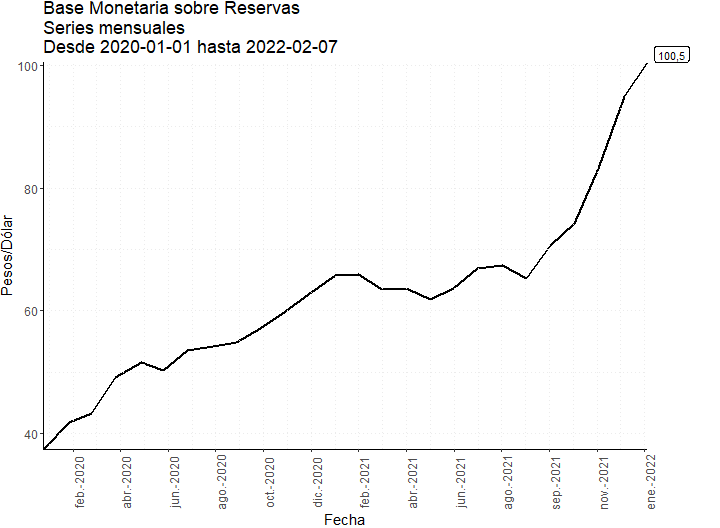 Base Monetaria sobre Reservas
Series mensuales
Desde 2020-01-01 hasta 2022-02-07
100,5
100
80
60
40
Pesos/Dólar
feb.-2020
abr.-2020
jun.-2020
ago.-2020
oct.-2020
dic.-2020
feb.-2021
abr.-2021
jun.-2021
ago.-2021
sep.-2021
nov.-2021
ene.-2022
Fecha